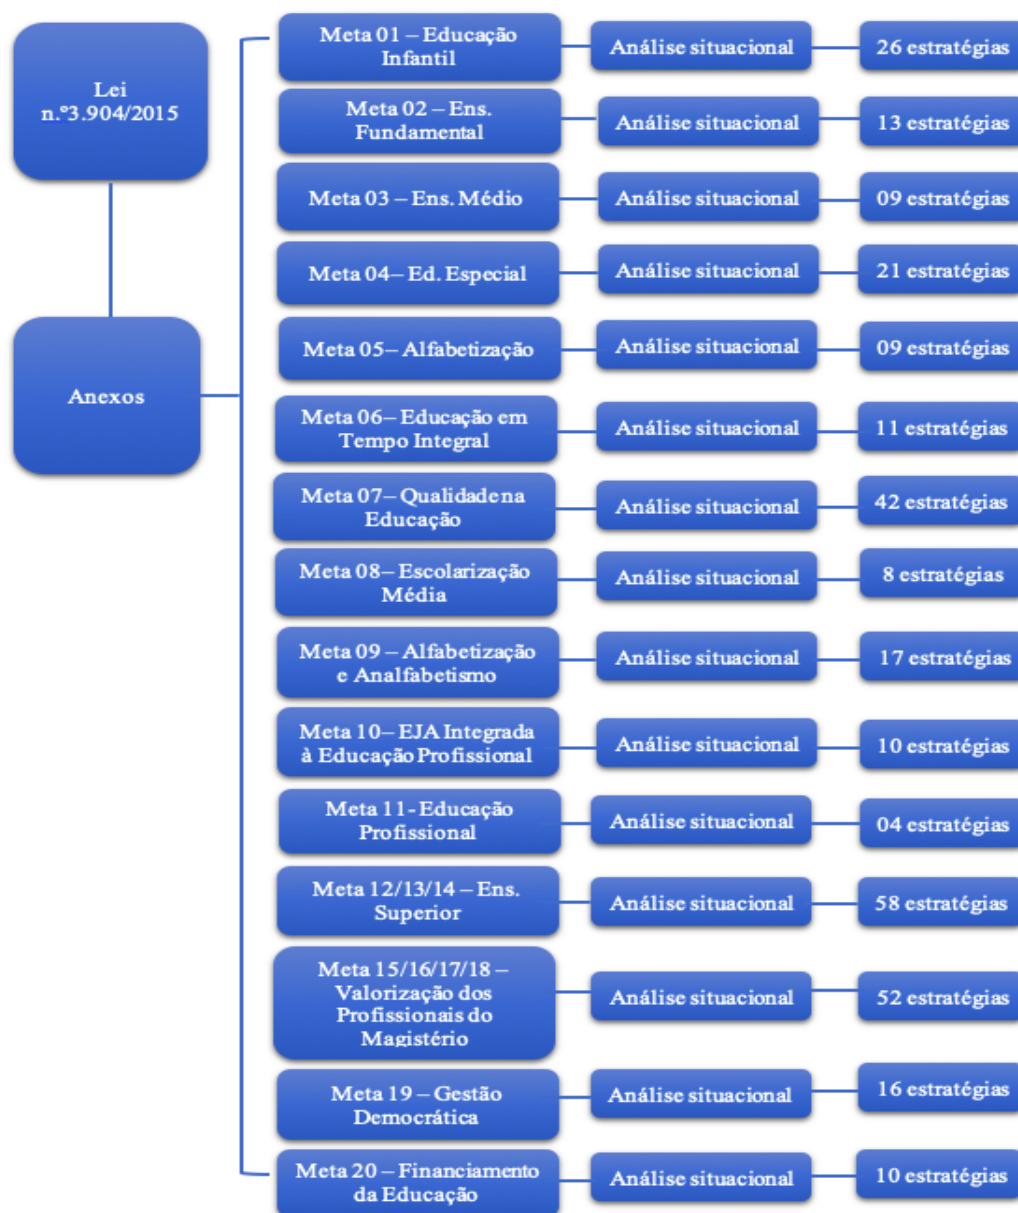 Lei
n.º3.904/2015
Anexos
Meta 01 – Educação
Infantil
Análise situacional
26 estratégias
Meta 02 – Ens.
Fundamental
Análise situacional
13 estratégias
Meta 03 – Ens. Médio
Análise situacional
09 estratégias
Meta 04– Ed. Especial
Análise situacional
21 estratégias
Meta 05– Alfabetização
Análise situacional
09 estratégias
Meta 06– Educação em
Tempo Integral
Análise situacional
11 estratégias
Meta 07– Qualidade na
Educação
Análise situacional
42 estratégias
Meta 08– Escolarização
Média
Análise situacional
8 estratégias
Meta 09 – Alfabetização
e Analfabetismo
Análise situacional
17 estratégias
Meta 10– EJA Integrada
à Educação Profissional
Análise situacional
10 estratégias
Meta 11- Educação
Profissional
Análise situacional
04 estratégias
Meta 12/13/14 – Ens.
Superior
Análise situacional
58 estratégias
Meta 15/16/17/18 –
Valorização dos
Profissionais do
Magistério
Análise situacional
52 estratégias
Meta 19 – Gestão
Democrática
Análise situacional
16 estratégias
Meta 20 – Financiamento
da Educação
Análise situacional
10 estratégias